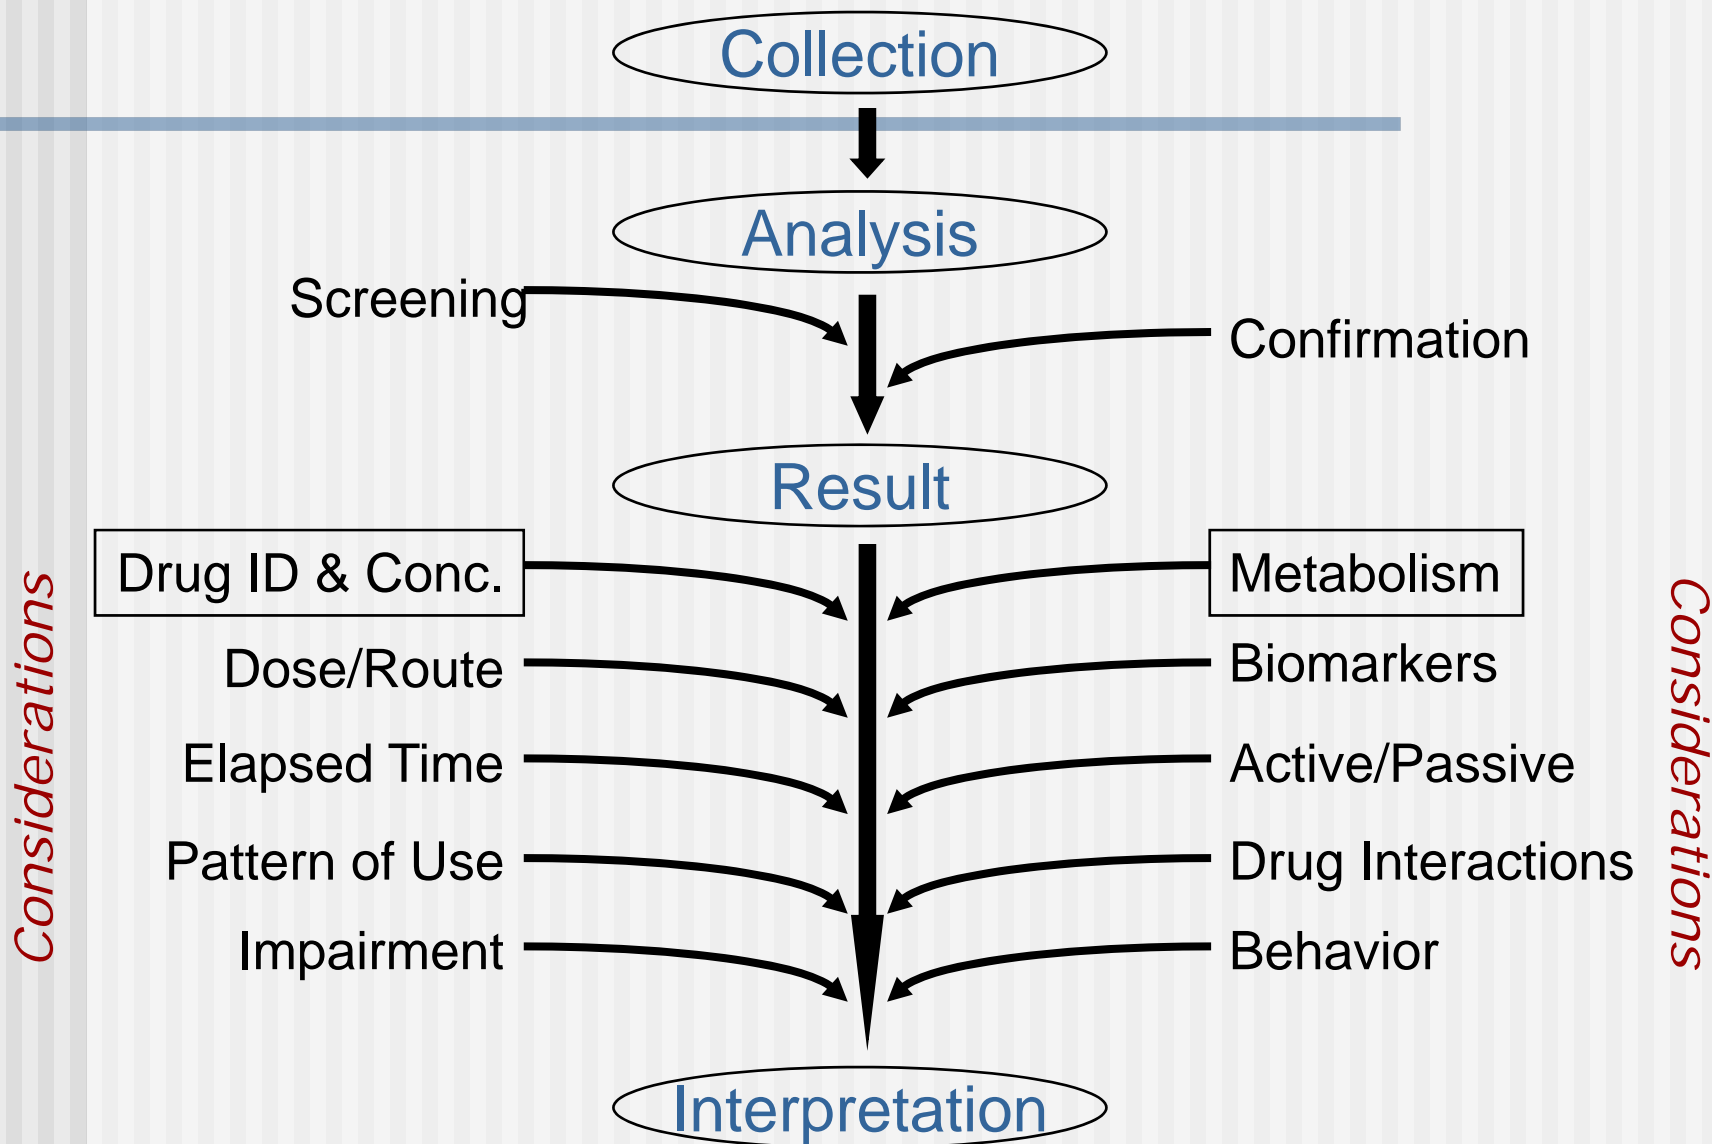 Collection
Analysis
Screening
Confirmation
Result
Drug ID & Conc.
Metabolism
Dose/Route
Biomarkers
Elapsed Time
Active/Passive
Pattern of Use
Drug Interactions
Impairment
Behavior
Interpretation
Considerations
Considerations